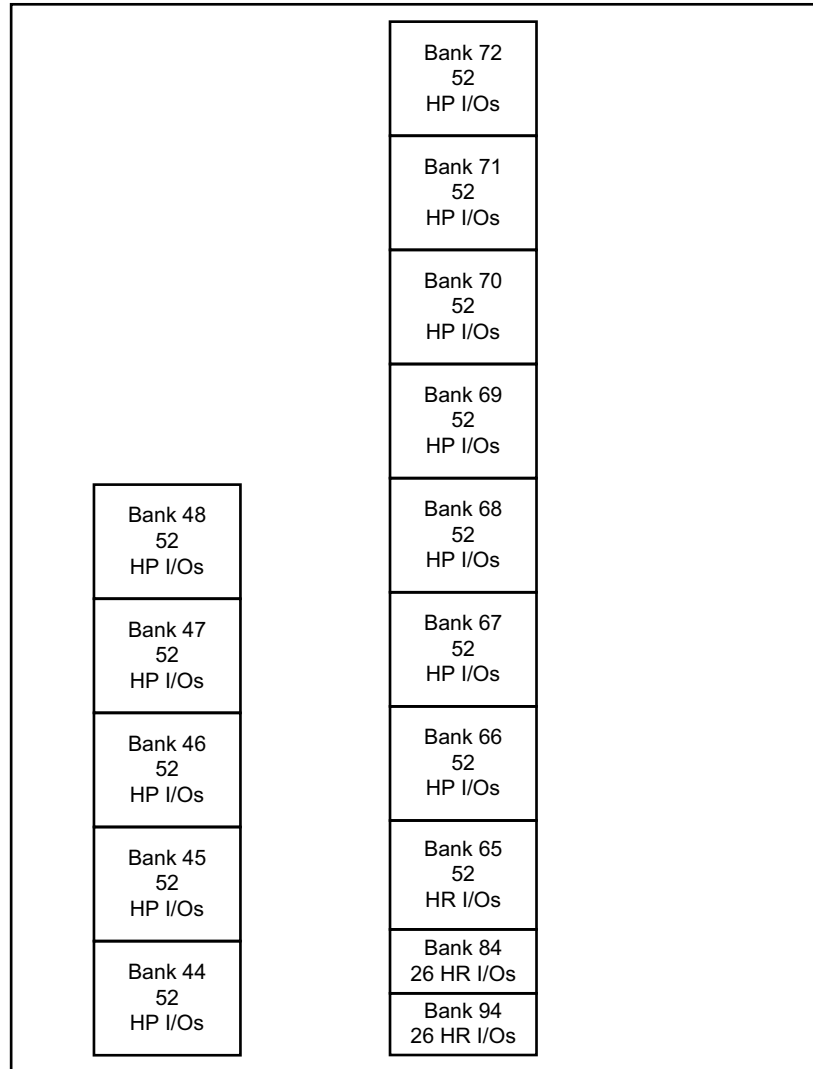 Bank 72
52
HP I/Os
Bank 71
52
HP I/Os
Bank 70
52
HP I/Os
Bank 69
52
HP I/Os
Bank 48
52
HP I/Os
Bank 47
52
HP I/Os
Bank 46
52
HP I/Os
Bank 45
52
HP I/Os
Bank 44
52
HP I/Os
Bank 68
52
HP I/Os
Bank 67
52
HP I/Os
Bank 66
52
HP I/Os
Bank 65
52
HR I/Os
Bank 84
26 HR I/Os
Bank 94
26 HR I/Os